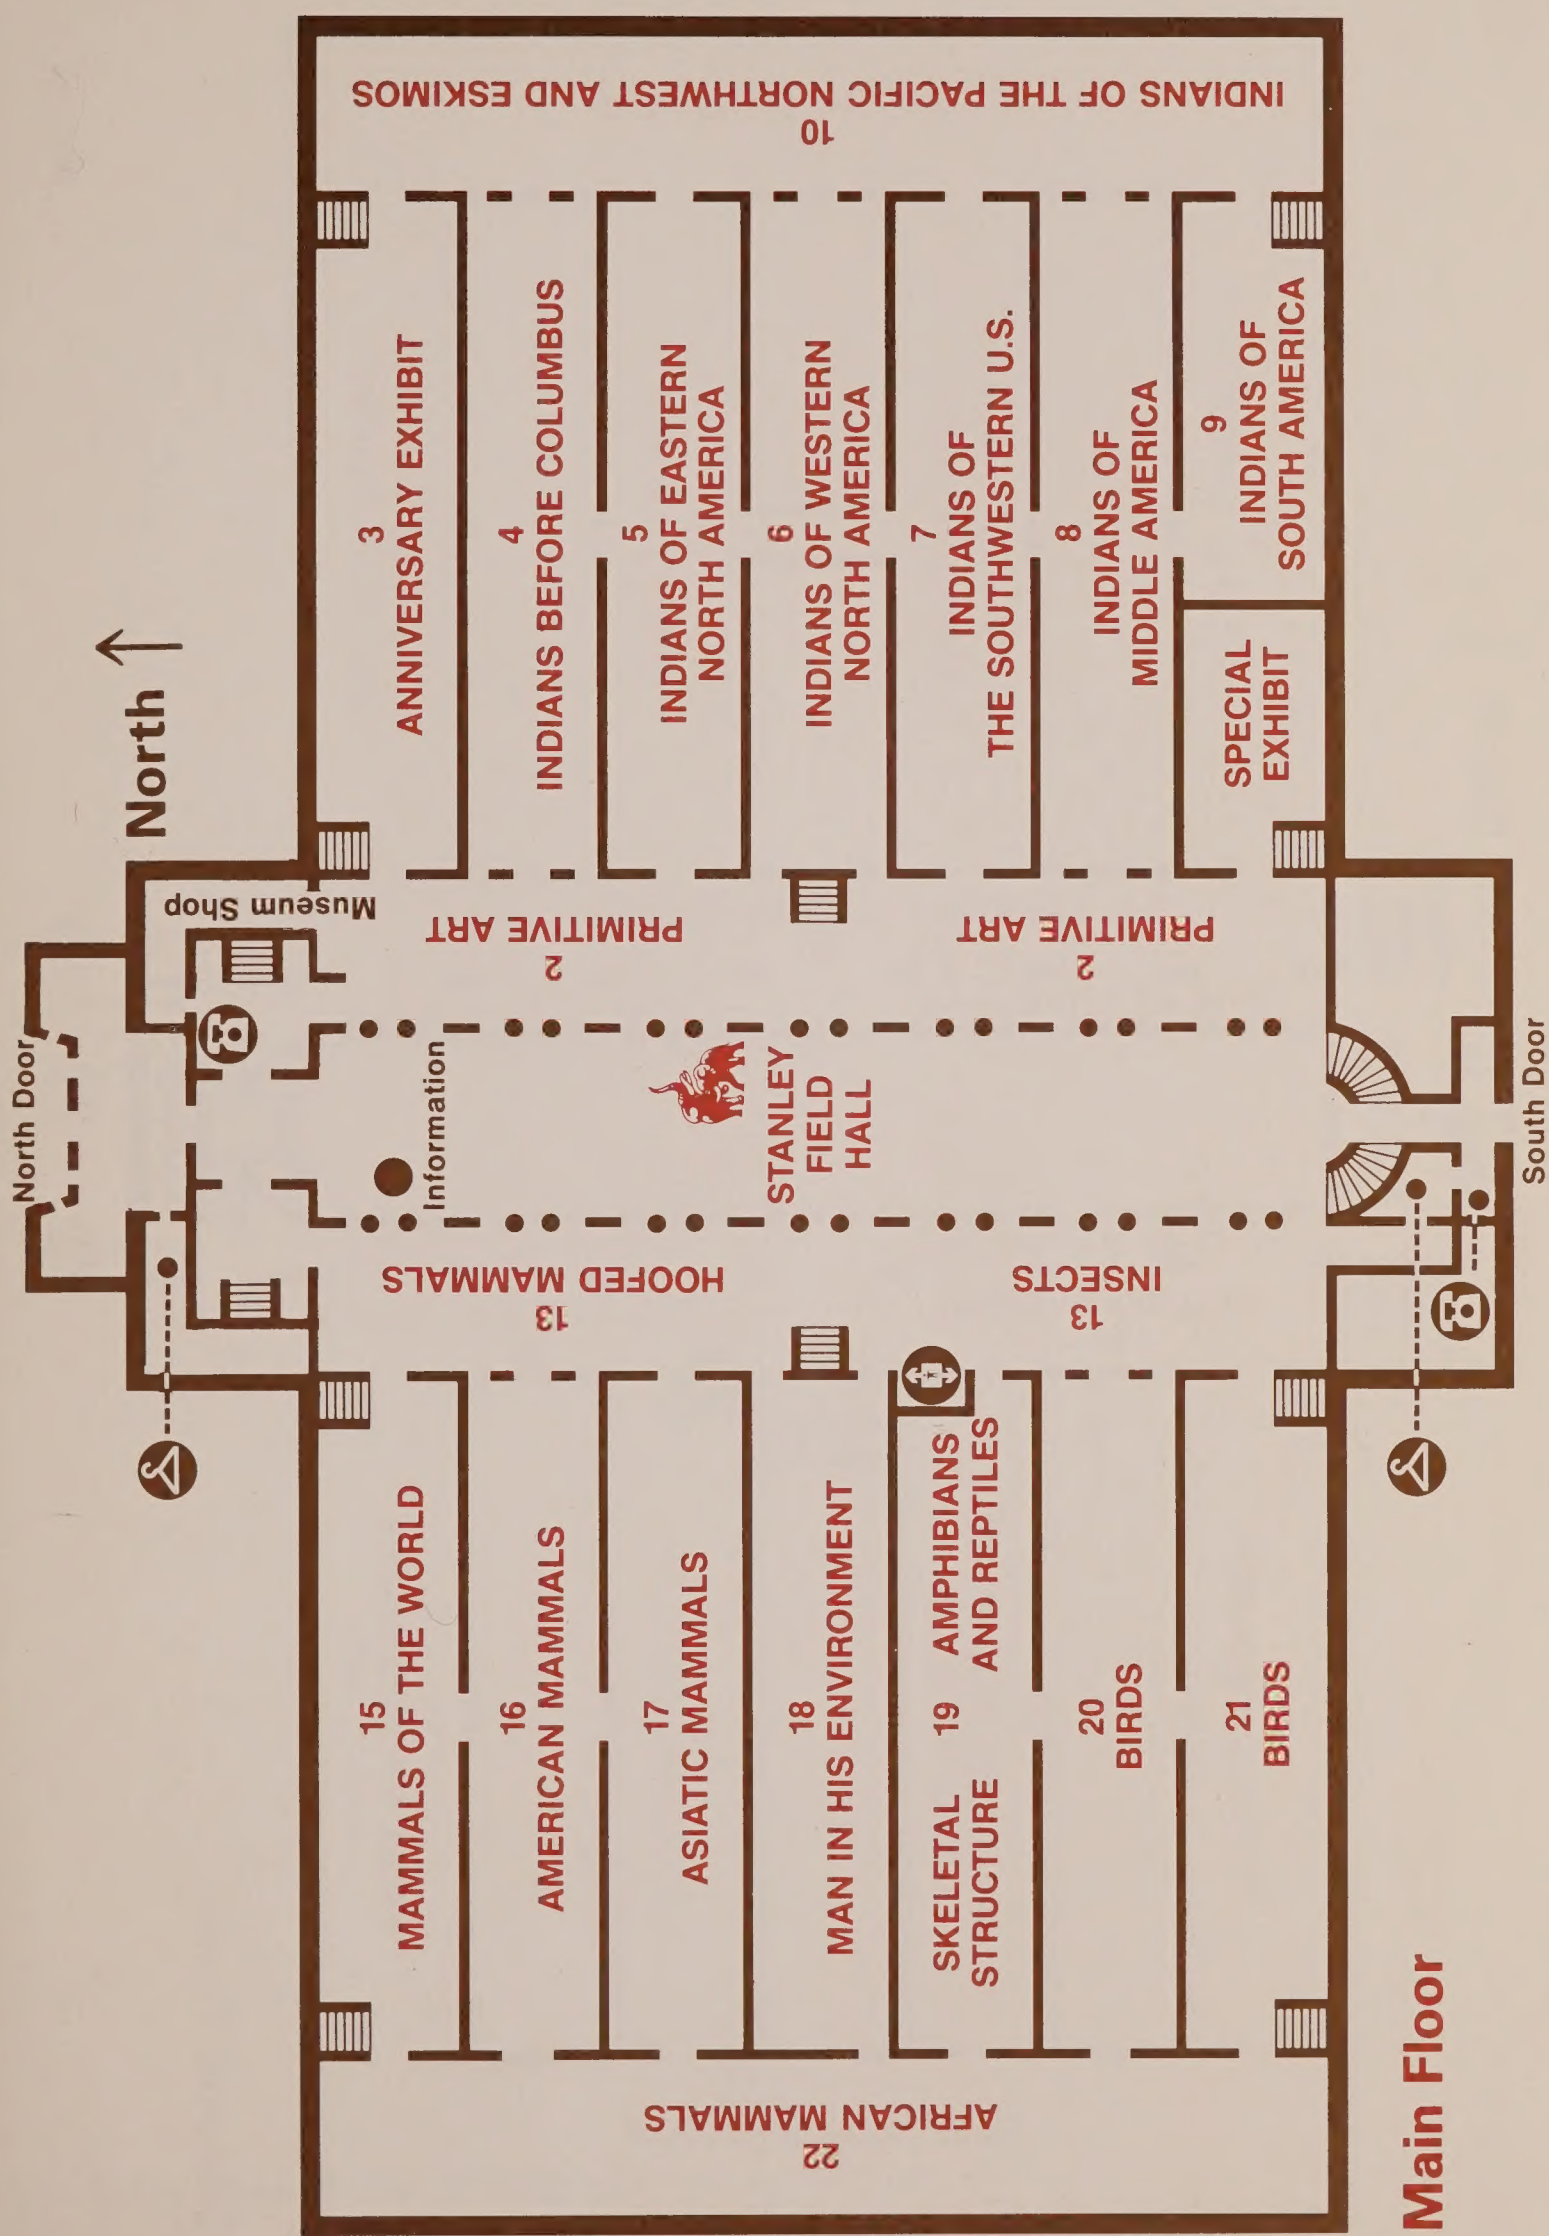 Main Floor
North
North Door
South Door
Museum Shop
Information
STANLEY
FIELD
HALL
2
PRIMITIVE ART
2
PRIMITIVE ART
3
ANNIVERSARY EXHIBIT
4
INDIANS BEFORE COLUMBUS
5
INDIANS OF EASTERN
NORTH AMERICA
6
INDIANS OF WESTERN
NORTH AMERICA
7
INDIANS OF
THE SOUTHWESTERN U.S.
8
INDIANS OF
MIDDLE AMERICA
9
INDIANS OF
SOUTH AMERICA
SPECIAL
EXHIBIT
10
INDIANS OF THE PACIFIC NORTHWEST AND ESKIMOS
13
HOOFED MAMMALS
13
INSECTS
15
MAMMALS OF THE WORLD
16
AMERICAN MAMMALS
17
ASIATIC MAMMALS
18
MAN IN HIS ENVIRONMENT
19
SKELETAL
STRUCTURE
AMPHIBIANS
AND REPTILES
20
BIRDS
21
BIRDS
22
AFRICAN MAMMALS